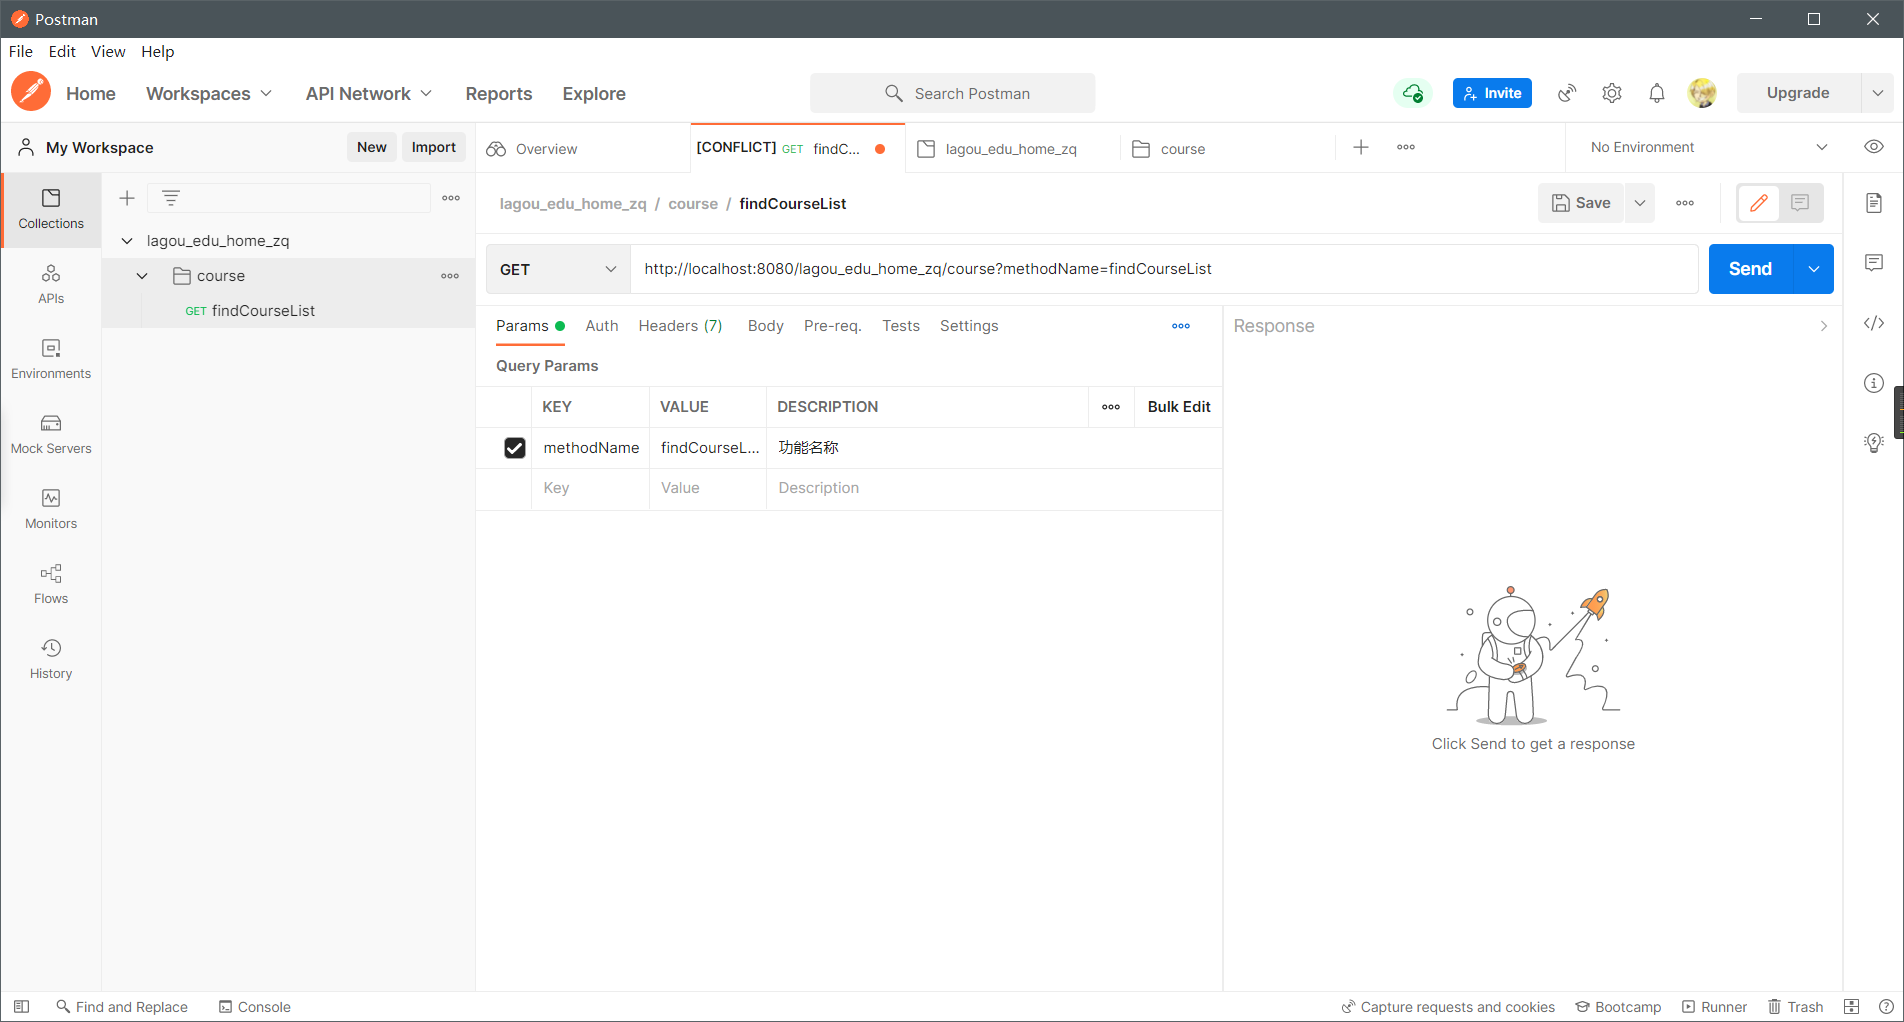 Postman
File Edit View Help
Home Workspaces API Network Reports Explore Search Postman Invite Upgrade
My Workspace New Import Overview [CONFLICT] GET findC... lagou_edu_home_zq course No Environment
Collections
APIs
Environments
Mock Servers
Monitors
Flows
History
lagou_edu_home_zq
course
GET findCourseList
lagou_edu_home_zq / course / findCourseList Save
GET http://localhost:8080/lagou_edu_home_zq/course?methodName=findCourseList Send
Params Auth Headers (7) Body Pre-req. Tests Settings
Query Params
KEY VALUE DESCRIPTION Bulk Edit
methodName findCourseL... 功能名称
Key Value Description
Response
Click Send to get a response
Find and Replace Console Capture requests and cookies Bootcamp Runner Trash